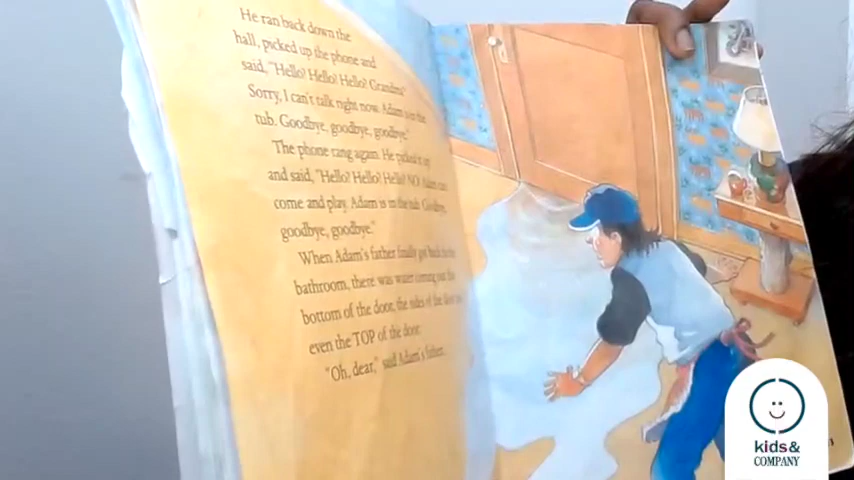 He ran back down the
hall, picked up the phone and
said, "Hello! Hello! Hello! Grandma!
Sorry, I can't talk right now. Adam is in the
tub. Goodbye, goodbye, goodbye."
The phone rang again. He picked it up
and said, "Hello! Hello! Hello! NO! Adam can't
come and play. Adam is in the tub. Goodbye,
goodbye, goodbye."
When Adam's father finally got back to the
bathroom, there was water coming out the
bottom of the door, the sides of the door
even the TOP of the door.
"Oh, dear," said Adam's father.
kids&
COMPANY